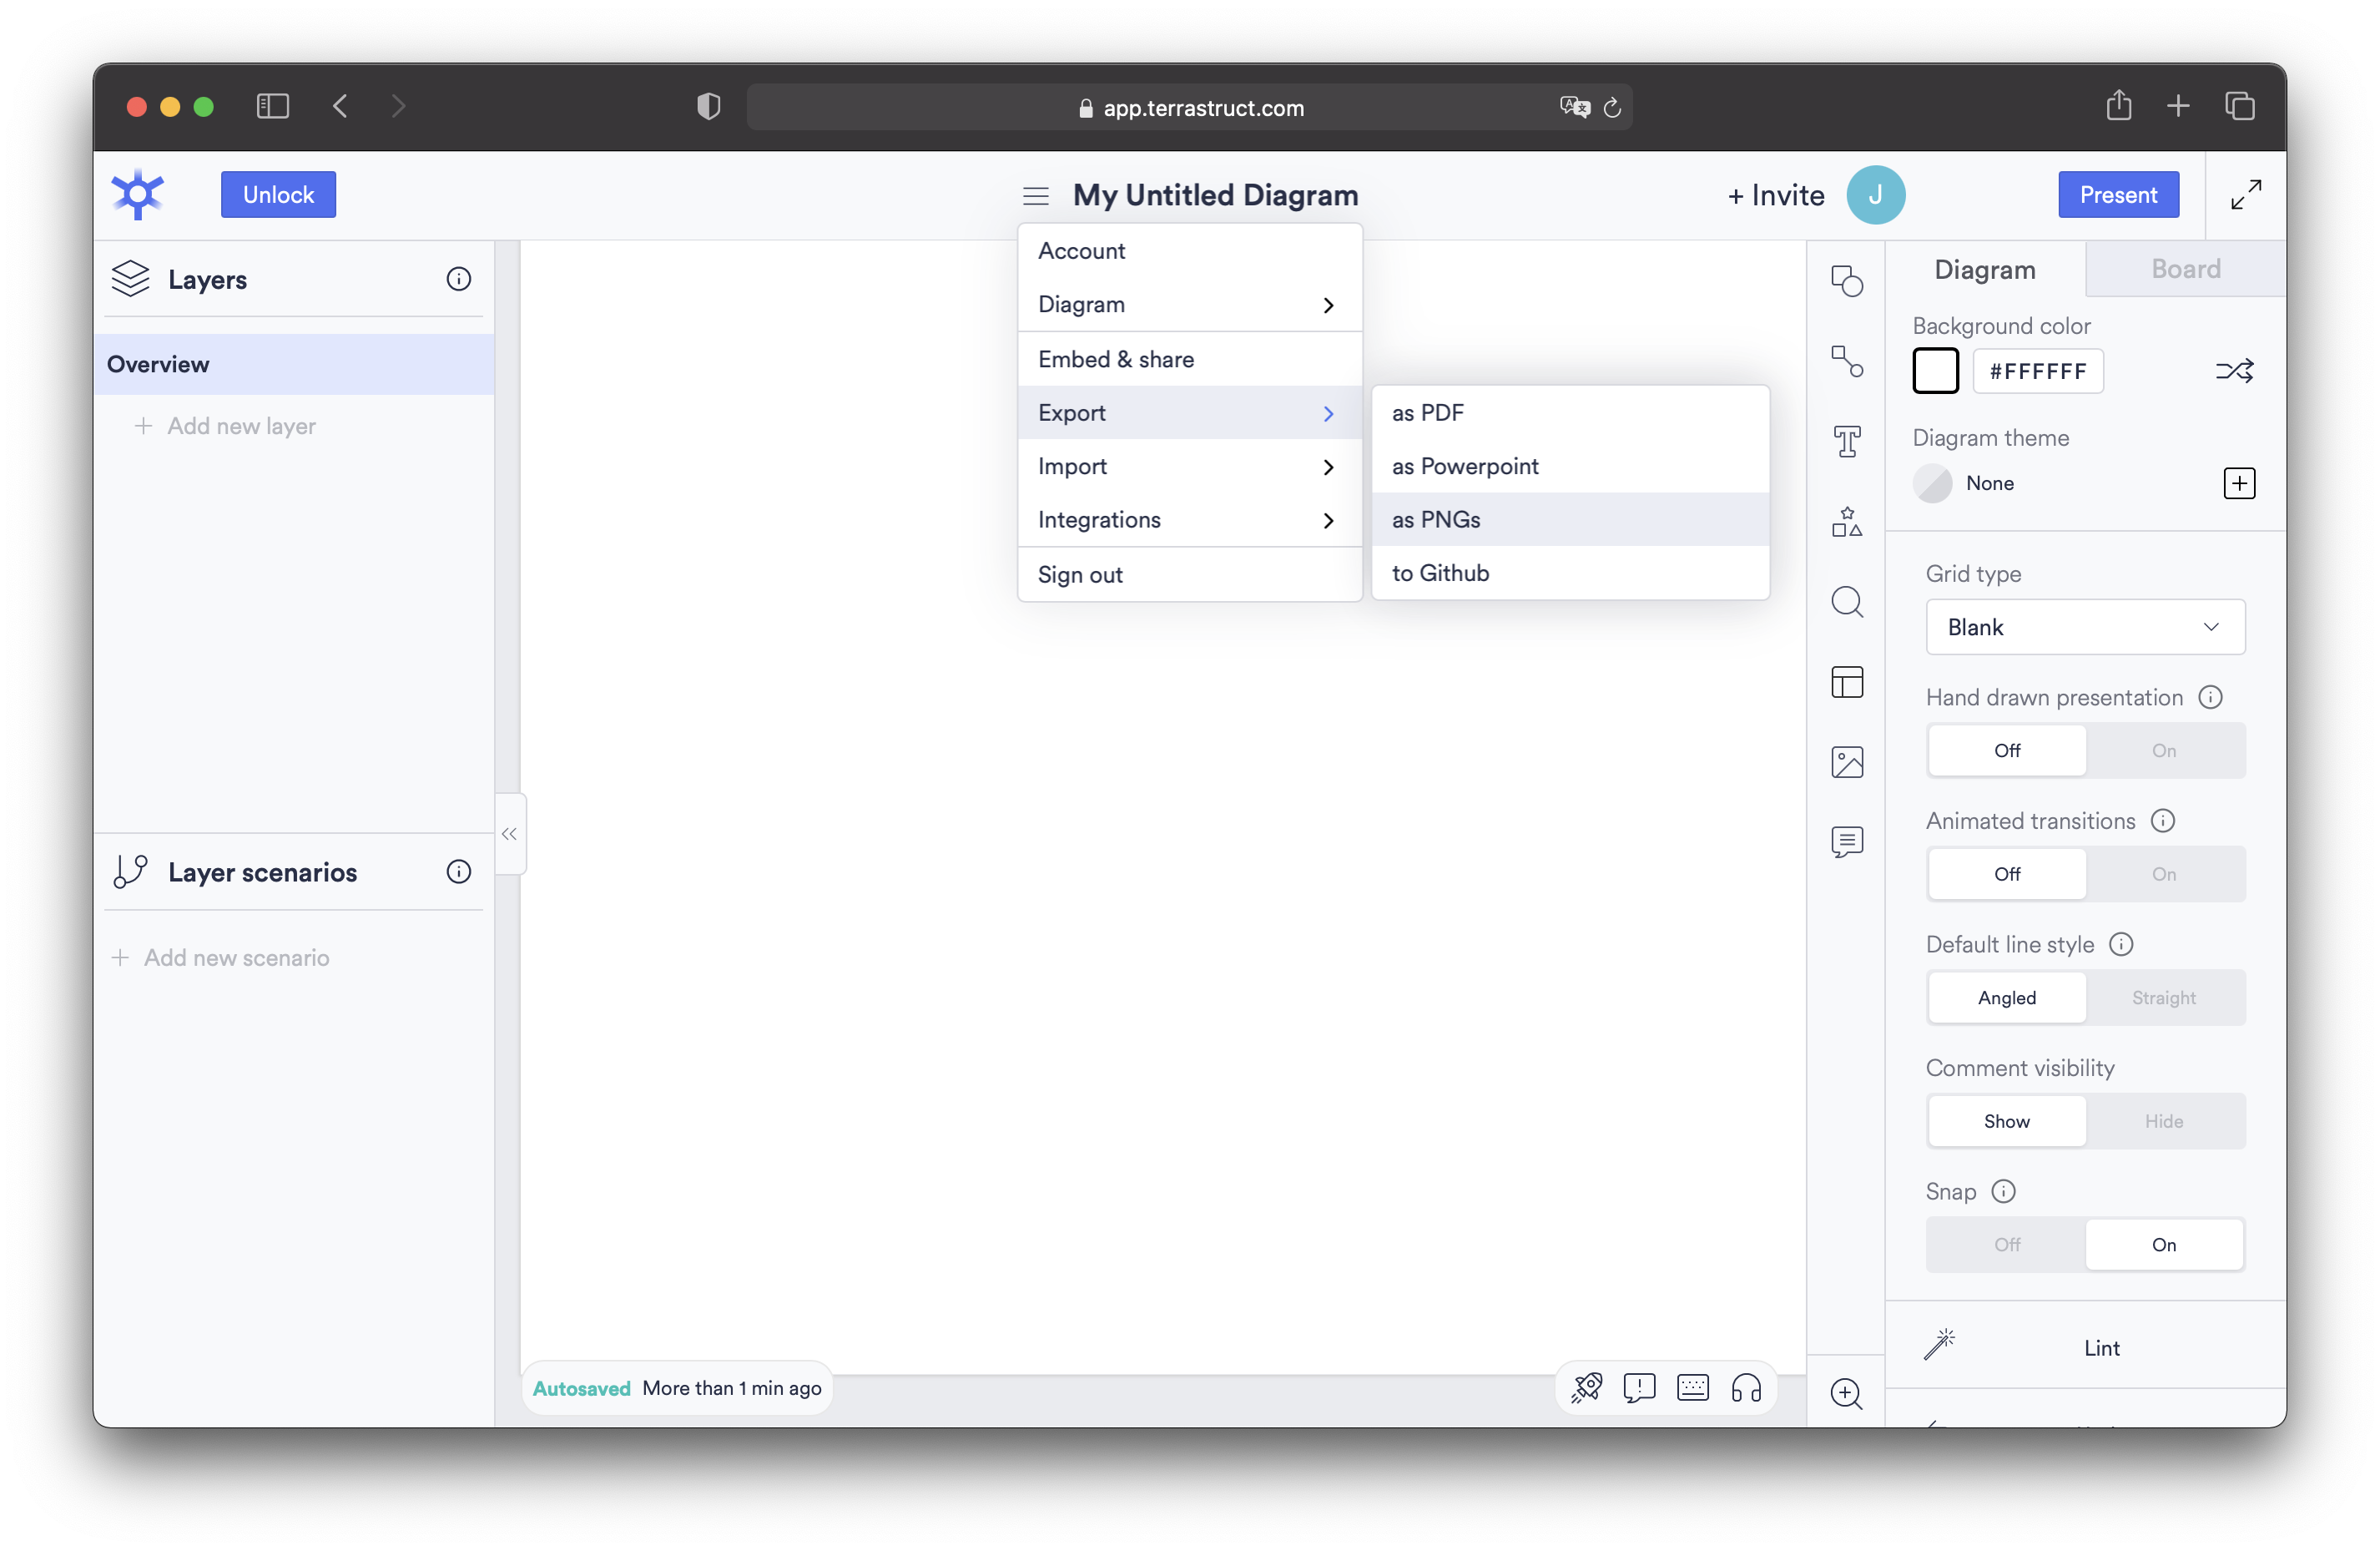 app.terrastruct.com
Unlock
My Untitled Diagram
+ Invite
J
Present
Layers
Overview
+ Add new layer
Layer scenarios
+ Add new scenario
Account
Diagram
Embed & share
Export
Import
Integrations
Sign out
as PDF
as Powerpoint
as PNGs
to Github
Autosaved More than 1 min ago
Diagram Board
Background color
#FFFFFF
Diagram theme
None
Grid type
Blank
Hand drawn presentation
Off On
Animated transitions
Off On
Default line style
Angled Straight
Comment visibility
Show Hide
Snap
Off On
Lint